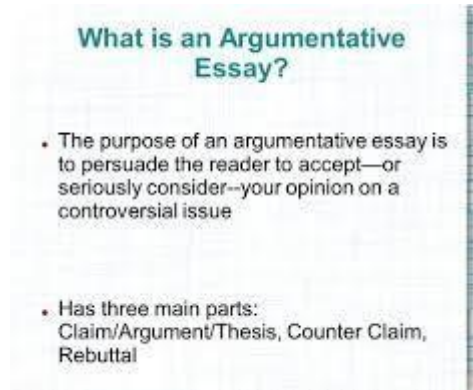 What is an Argumentative
Essay?
• The purpose of an argumentative essay is
to persuade the reader to accept—or
seriously consider--your opinion on a
controversial issue
• Has three main parts:
Claim/Argument/Thesis, Counter Claim,
Rebuttal